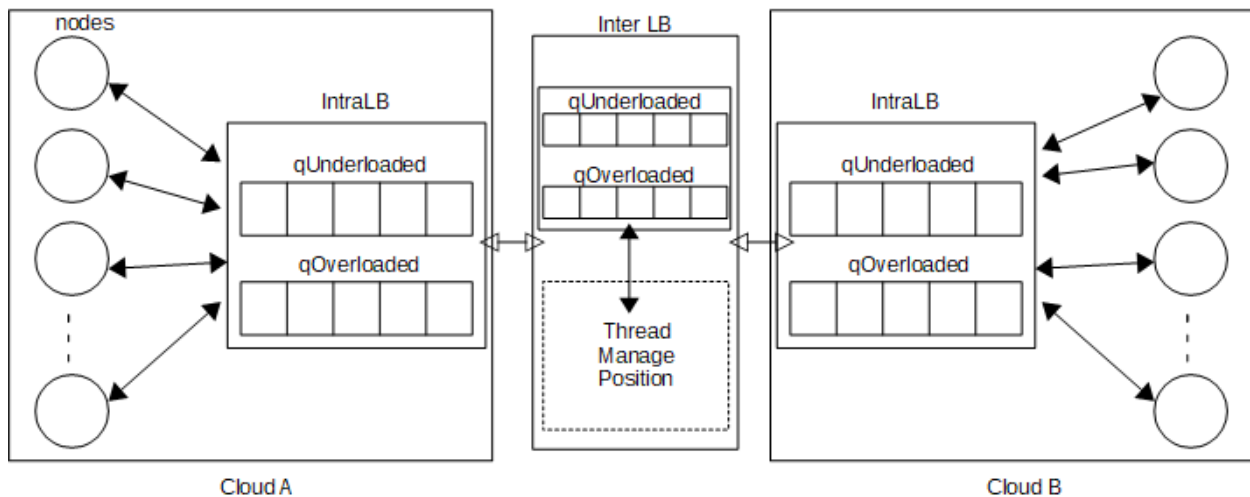 nodes
Inter LB
IntraLB
qUnderloaded
qOverloaded
qUnderloaded
qOverloaded
Thread
Manage
Position
IntraLB
qUnderloaded
qOverloaded
Cloud A
Cloud B